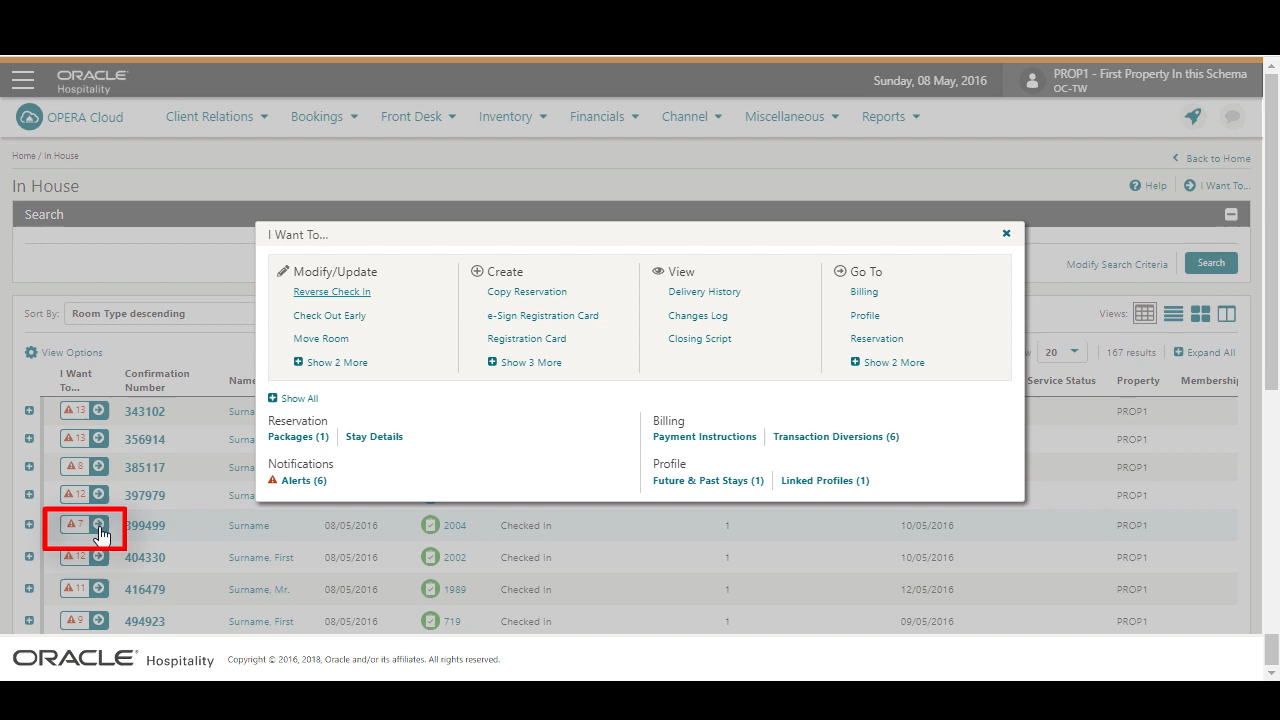 ORACLE
Hospitality
Sunday, 08 May, 2016
PROP1 - First Property In this Schema
OC-TW
OPERA Cloud
Client Relations
Bookings
Front Desk
Inventory
Financials
Channel
Miscellaneous
Reports
Home / In House
Back to Home
In House
Help
I Want To...
Search
Modify Search Criteria
Search
Sort By:
Room Type descending
Views:
View Options
20
167 results
Expand All
I Want To...
Confirmation Number
Service Status
Property
I Want To...
Modify/Update
Reverse Check In
Check Out Early
Move Room
Show 2 More
Create
Copy Reservation
e-Sign Registration Card
Registration Card
Show 3 More
View
Delivery History
Changes Log
Closing Script
Go To
Billing
Profile
Reservation
Show 2 More
Show All
Reservation
Packages (1)
Stay Details
Notifications
Alerts (6)
Billing
Payment Instructions
Transaction Diversions (6)
Profile
Future & Past Stays (1)
Linked Profiles (1)
13 343102 PROP1
13 356914 PROP1
8 385117 PROP1
12 397979 PROP1
7 399499 Surname 08/05/2016 2004 Checked In 1 10/05/2016 PROP1
12 404330 Surname, First 08/05/2016 2002 Checked In 1 10/05/2016 PROP1
11 416479 Surname, Mr. 08/05/2016 1989 Checked In 1 12/05/2016 PROP1
9 494923 Surname, First 08/05/2016 719 Checked In 1 09/05/2016 PROP1
ORACLE Hospitality
Copyright © 2016, 2018, Oracle and/or its affiliates. All rights reserved.